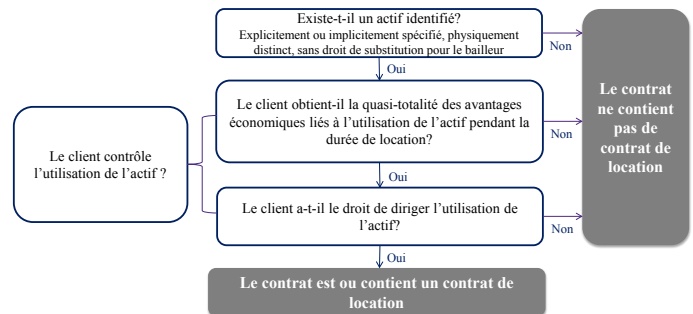 Existe-t-il un actif identifié?
Explicitement ou implicitement spécifié, physiquement
distinct, sans droit de substitution pour le bailleur
Non
Oui
Le contrat
ne contient
pas de
contrat de
location
Le client obtient-il la quasi-totalité des avantages
économiques liés à l’utilisation de l’actif pendant la
durée de location?
Non
Le client contrôle
l’utilisation de l’actif ?
Oui
Le client a-t-il le droit de diriger l’utilisation de
l’actif?
Non
Oui
Le contrat est ou contient un contrat de
location